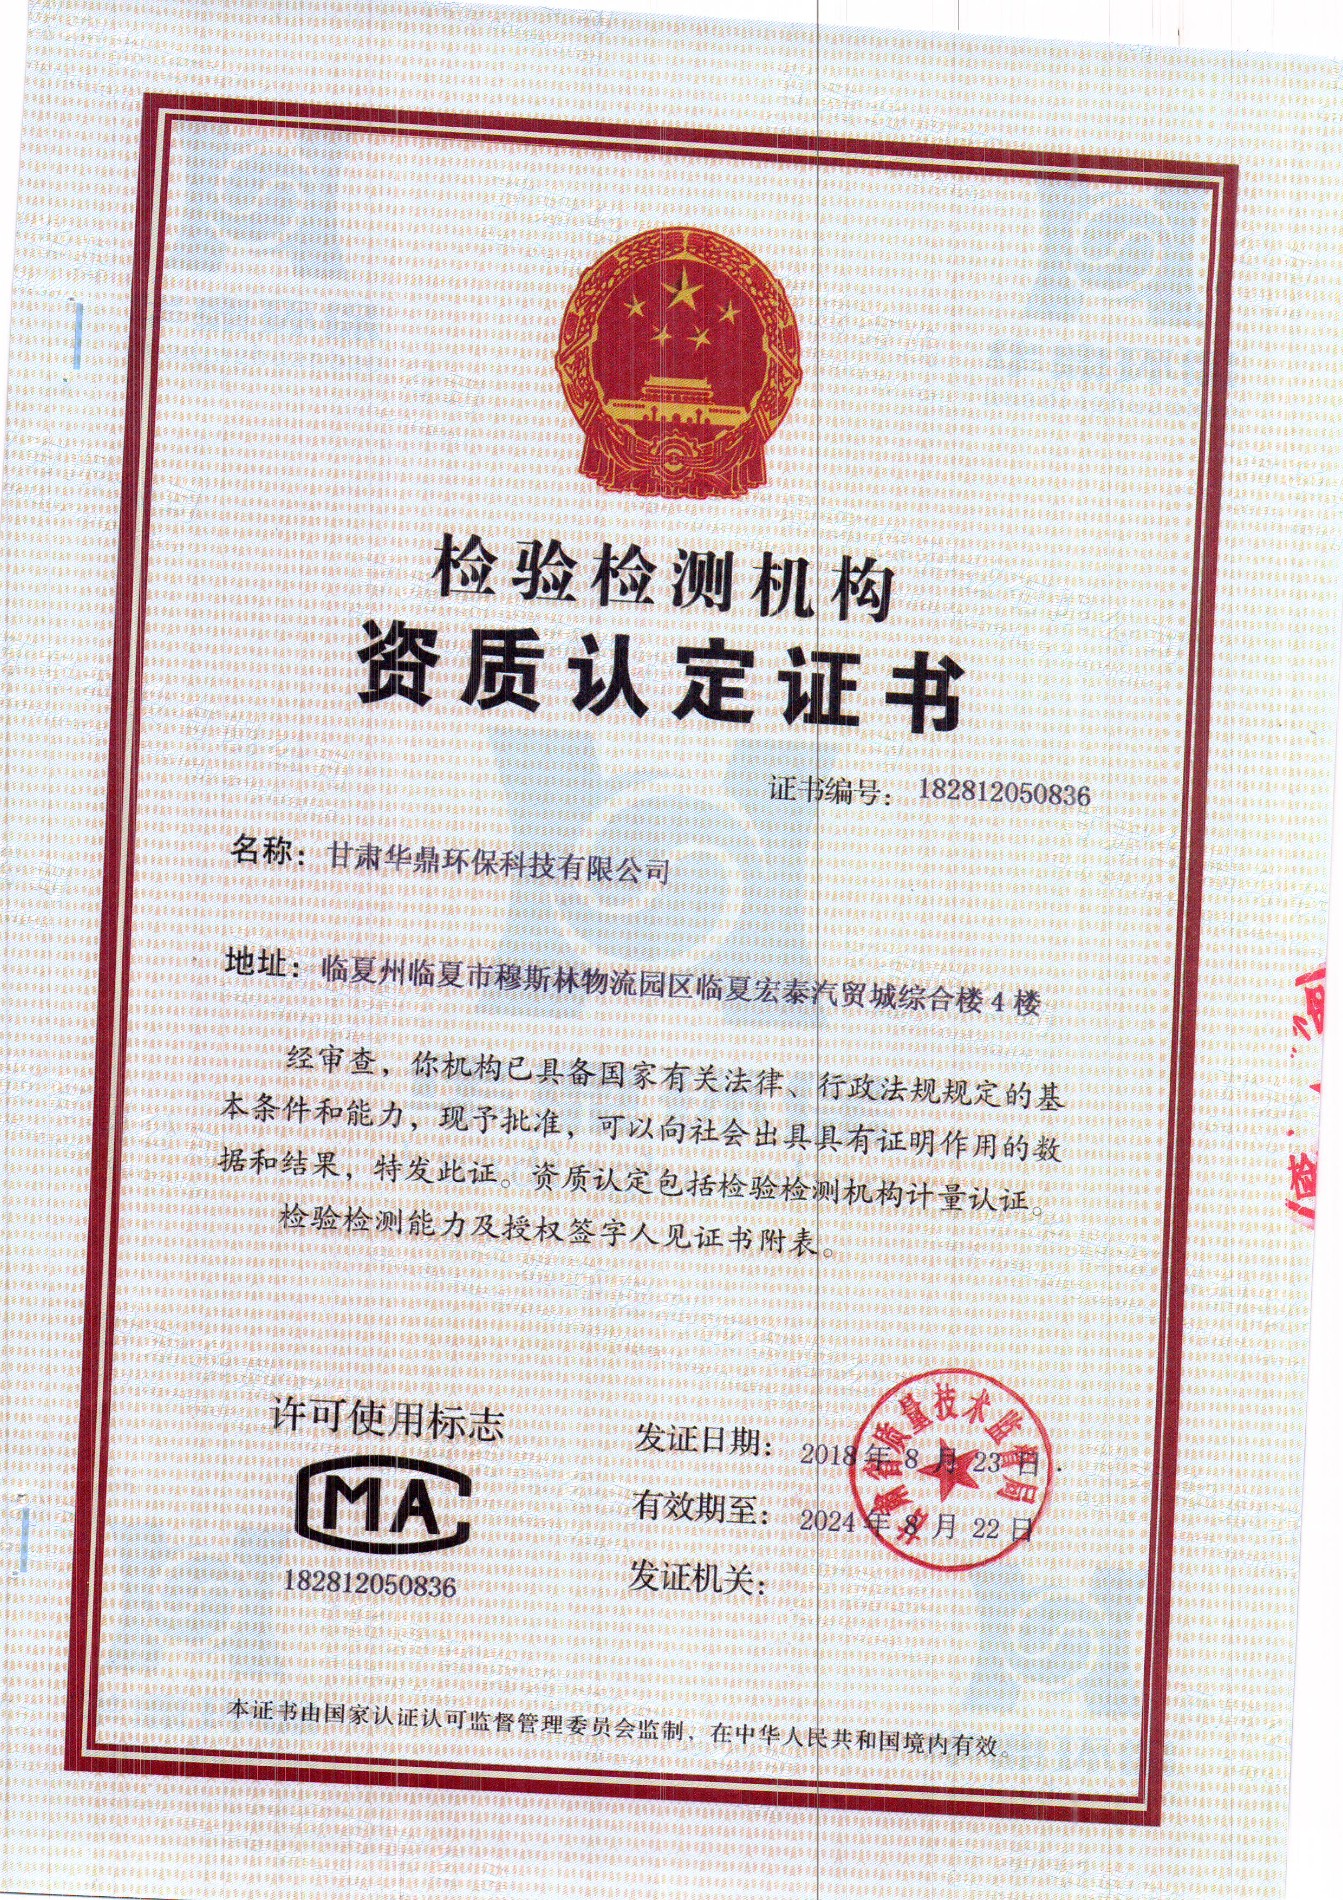 检验检测机构
资质认定证书
证书编号：182812050836
名称：甘肃华鼎环保科技有限公司
地址：临夏州临夏市穆斯林物流园区临夏宏泰汽贸城综合楼4楼
经审查，你机构已具备国家有关法律、行政法规规定的基
本条件和能力，现予批准，可以向社会出具具有证明作用的数
据和结果，特发此证。资质认定包括检验检测机构计量认证。
检验检测能力及授权签字人见证书附表。
许可使用标志
MA
182812050836
发证日期：2018年8月23日
有效期至：2024年8月22日
发证机关：
甘肃省质量技术监督局
本证书由国家认证认可监督管理委员会监制，在中华人民共和国境内有效。
检